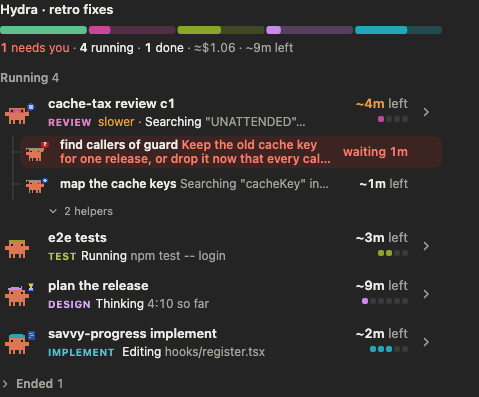 Hydra · retro fixes
1 needs you · 4 running · 1 done · ≈$1.06 · ~9m left
Running 4
cache-tax review c1
~4m left
REVIEW slower · Searching "UNATTENDED"...
find callers of guard Keep the old cache key
for one release, or drop it now that every cal...
waiting 1m
map the cache keys Searching "cacheKey" in...
~1m left
2 helpers
e2e tests
~3m left
TEST Running npm test -- login
plan the release
~9m left
DESIGN Thinking 4:10 so far
savvy-progress implement
~2m left
IMPLEMENT Editing hooks/register.tsx
Ended 1